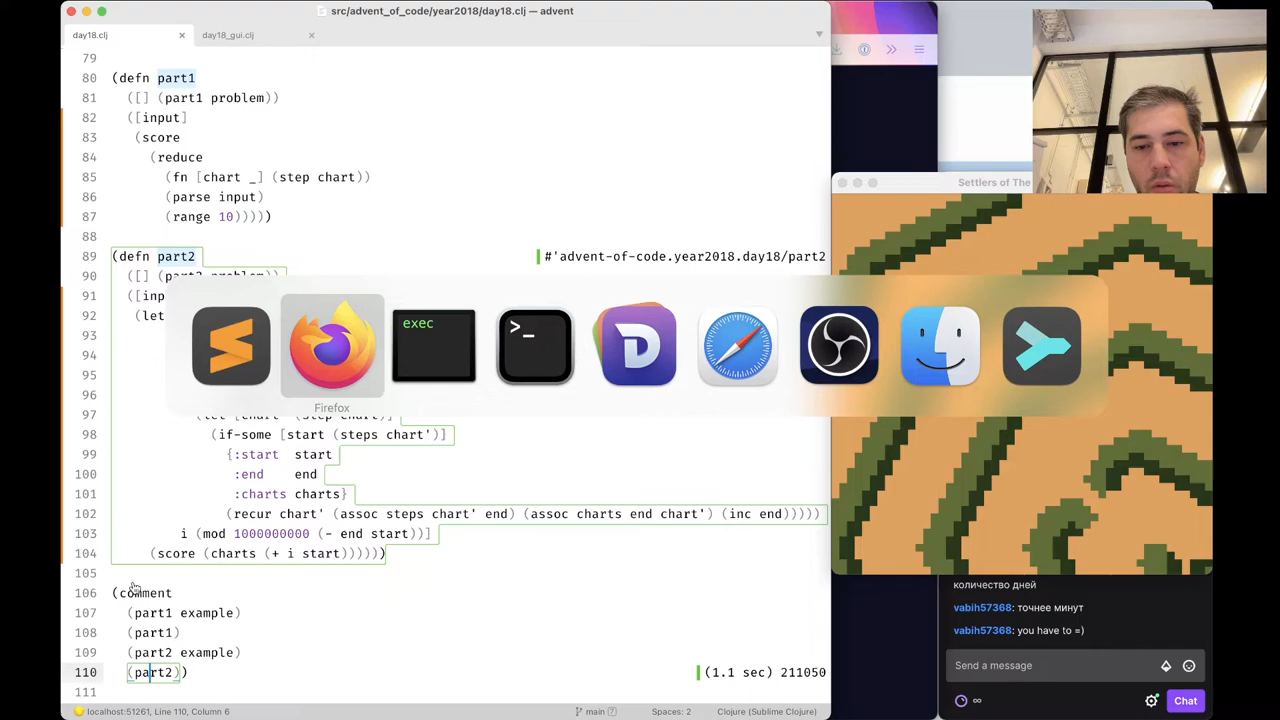 src/advent_of_code/year2018/day18.clj — advent
day18.clj
day18_gui.clj
79
80 (defn part1
81 ([] (part1 problem))
82 ([input]
83 (score
84 (reduce
85 (fn [chart _] (step chart))
86 (parse input)
87 (range 10)))))
88
89 (defn part2 #'advent-of-code.year2018.day18/part2
90
91 ([inp
92 (let
93
94
95
exec
>_
D
Firefox
97
98 (if-some [start (steps chart')]
99 {:start start
100 :end end
101 :charts charts}
102 (recur chart' (assoc steps chart' end) (assoc charts end chart') (inc end)))))
103 i (mod 1000000000 (- end start))]
104 (score (charts (+ i start))))))
105
106 (comment
107 (part1 example)
108 (part1)
109 (part2 example)
110 (part2)) (1.1 sec) 211050
111
localhost:51261, Line 110, Column 6
main ?
Spaces: 2
Clojure (Sublime Clojure)
Settlers of The
количество дней
vabih57368: точнее минут
vabih57368: you have to =)
Send a message
∞
Chat